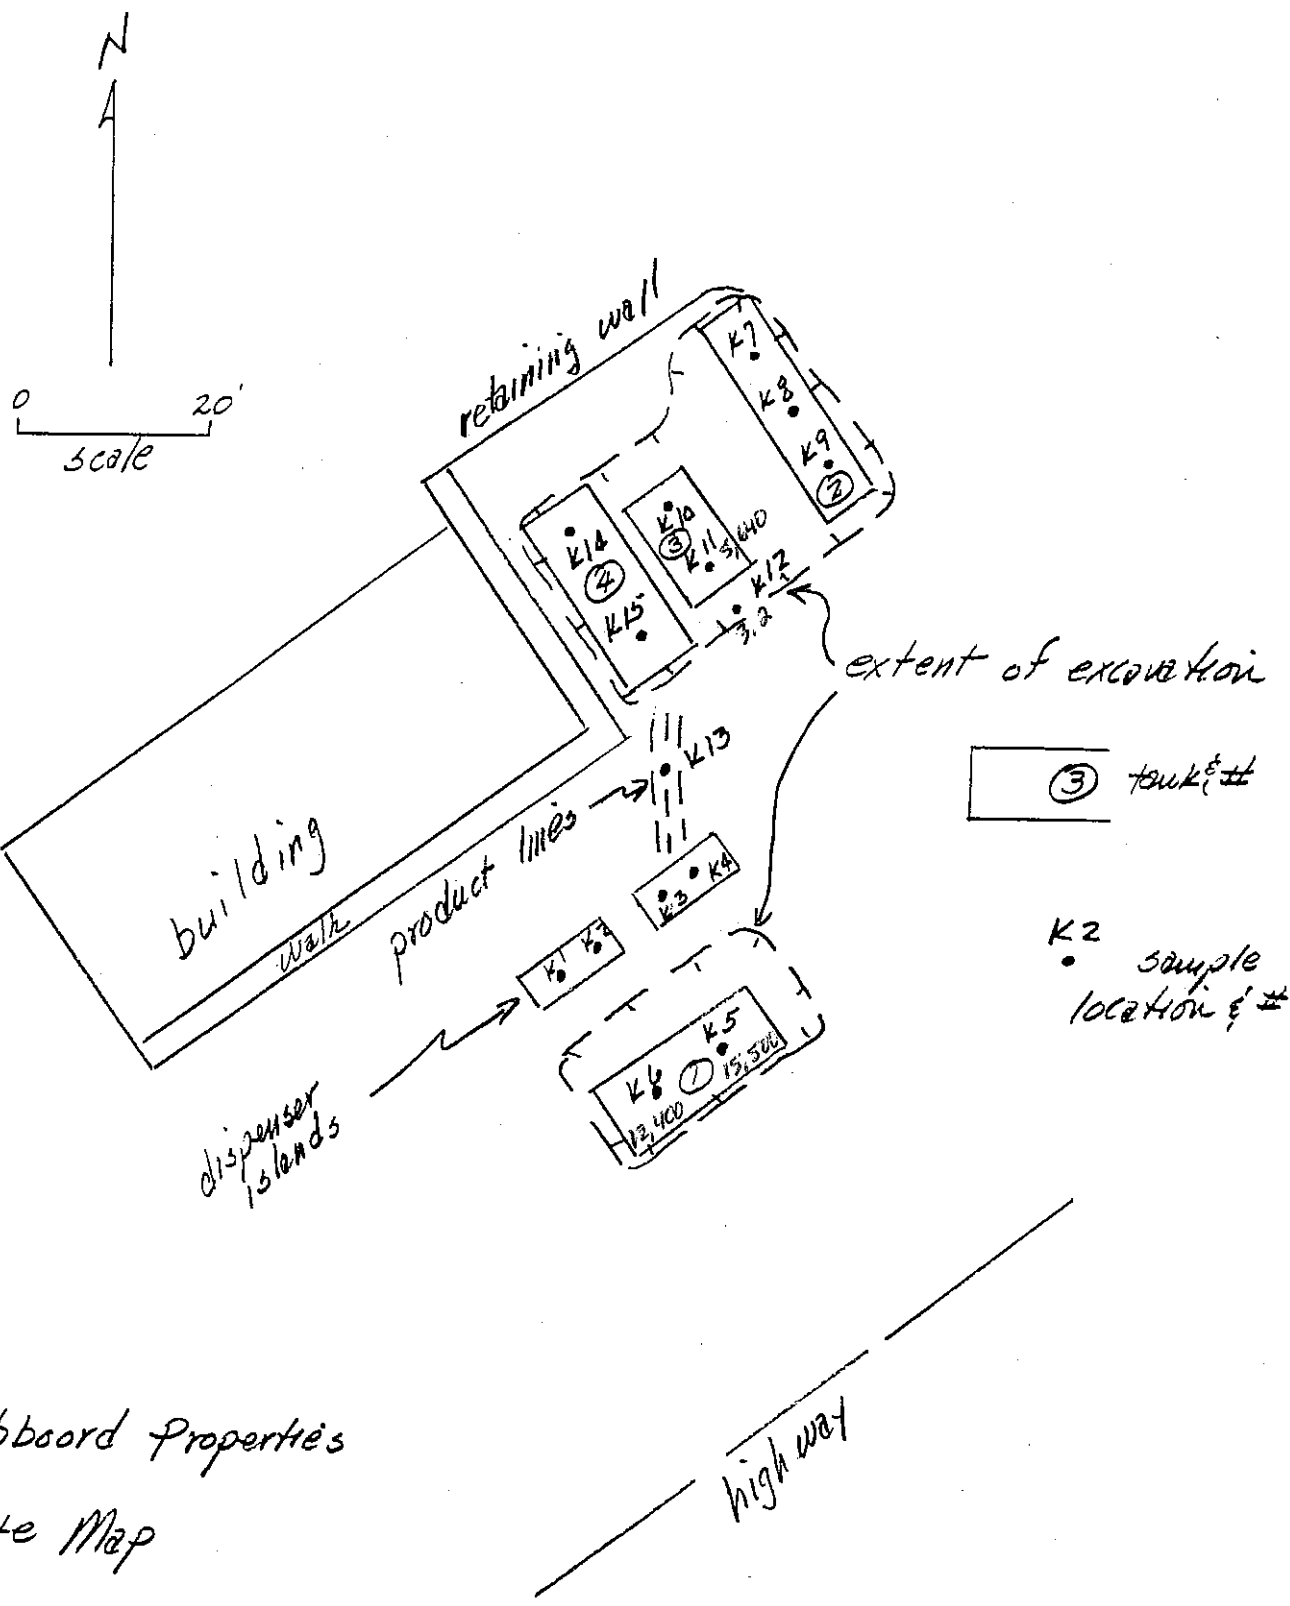 N
0 20'
scale
retaining wall
K7
K8
K9
2
K10
3
K11
5,640
K12
3.2
K14
4
K15
extent of excavation
K13
3 tank & #
building
walk
product lines
K3 K4
K1 K2
K2
sample
location & #
K5
15,500
K6
1
12,400
dispenser
islands
highway
bboard Properties
te Map